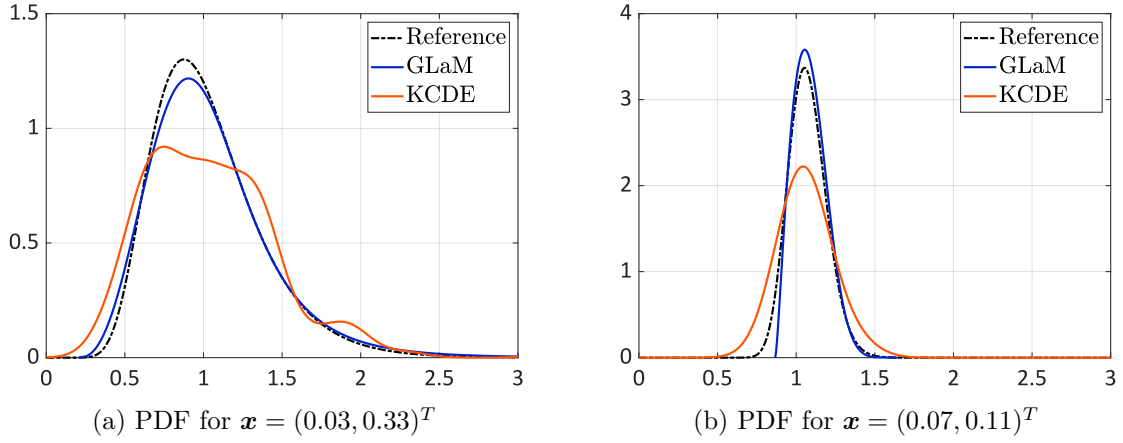 1.5
1
0.5
0
0 0.5 1 1.5 2 2.5 3
Reference
GLaM
KCDE
(a) PDF for x = (0.03, 0.33)^T
4
3
2
1
0
0 0.5 1 1.5 2 2.5 3
Reference
GLaM
KCDE
(b) PDF for x = (0.07, 0.11)^T